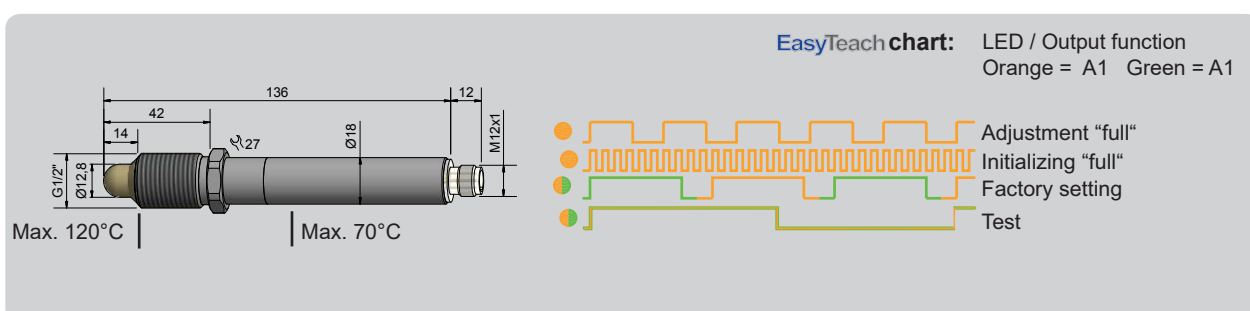 EasyTeach chart: LED / Output function
Orange = A1 Green = A1
136
12
42
14
27
Ø18
M12x1
G1/2"
Ø12,8
Max. 120°C
Max. 70°C
Adjustment “full“
Initializing “full“
Factory setting
Test